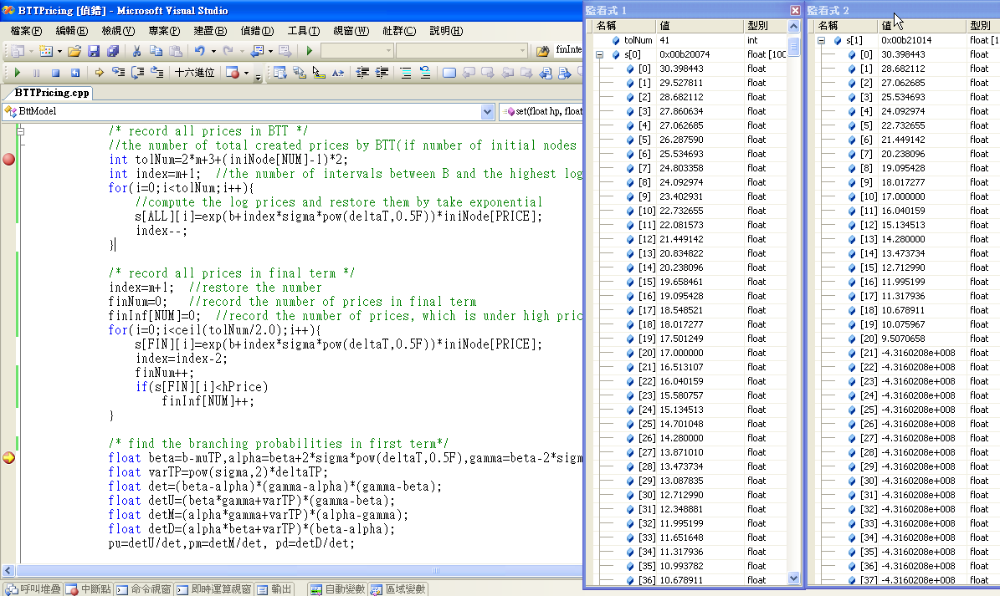 BTTPricing [偵錯] - Microsoft Visual Studio
檔案(F) 編輯(E) 檢視(V) 專案(P) 建置(B) 偵錯(D) 工具(T) 視窗(W) 社群(C) 說明(H)
finInte
十六進位
BTTPricing.cpp
BttModel set(float hp, float
/* record all prices in BTT */
//the number of total created prices by BTT(if number of initial nodes
int tolNum=2*m+3+(iniNode[NUM]-1)*2;
int index=m+1; //the number of intervals between B and the highest log
for(i=0;i<tolNum;i++){
//compute the log prices and restore them by take exponential
s[ALL][i]=exp(b+index*sigma*pow(deltaT,0.5F))*iniNode[PRICE];
index--;
}
/* record all prices in final term */
index=m+1; //restore the number
finNum=0; //record the number of prices in final term
finInf[NUM]=0; //record the number of prices, which is under high pric
for(i=0;i<ceil(tolNum/2.0);i++){
s[FIN][i]=exp(b+index*sigma*pow(deltaT,0.5F))*iniNode[PRICE];
index=index-2;
finNum++;
if(s[FIN][i]<hPrice)
finInf[NUM]++;
}
/* find the branching probabilities in first term*/
float beta=b-muTP,alpha=beta+2*sigma*pow(deltaT,0.5F),gamma=beta-2*sigm
float varTP=pow(sigma,2)*deltaTP;
float det=(beta-alpha)*(gamma-alpha)*(gamma-beta);
float detU=(beta*gamma+varTP)*(gamma-beta);
float detM=(alpha*gamma+varTP)*(alpha-gamma);
float detD=(alpha*beta+varTP)*(beta-alpha);
pu=detU/det,pm=detM/det, pd=detD/det;
呼叫堆疊 中斷點 命令視窗 即時運算視窗 輸出 自動變數 區域變數
監看式 1
名稱 值 型別
tolNum 41 int
s[0] 0x00b20074 float [100
[0] 30.398443 float
[1] 29.527811 float
[2] 28.682112 float
[3] 27.860634 float
[4] 27.062685 float
[5] 26.287590 float
[6] 25.534693 float
[7] 24.803358 float
[8] 24.092974 float
[9] 23.402931 float
[10] 22.732655 float
[11] 22.081573 float
[12] 21.449142 float
[13] 20.834822 float
[14] 20.238096 float
[15] 19.658461 float
[16] 19.095428 float
[17] 18.548521 float
[18] 18.017277 float
[19] 17.501249 float
[20] 17.000000 float
[21] 16.513107 float
[22] 16.040159 float
[23] 15.580757 float
[24] 15.134513 float
[25] 14.701048 float
[26] 14.280000 float
[27] 13.871010 float
[28] 13.473734 float
[29] 13.087835 float
[30] 12.712990 float
[31] 12.348881 float
[32] 11.995199 float
[33] 11.651648 float
[34] 11.317936 float
[35] 10.993782 float
[36] 10.678911 float
監看式 2
名稱 值 型別
s[1] 0x00b21014 float [1
[0] 30.398443 float
[1] 28.682112 float
[2] 27.062685 float
[3] 25.534693 float
[4] 24.092974 float
[5] 22.732655 float
[6] 21.449142 float
[7] 20.238096 float
[8] 19.095428 float
[9] 18.017277 float
[10] 17.000000 float
[11] 16.040159 float
[12] 15.134513 float
[13] 14.280000 float
[14] 13.473734 float
[15] 12.712990 float
[16] 11.995199 float
[17] 11.317936 float
[18] 10.678911 float
[19] 10.075967 float
[20] 9.5070658 float
[21] -4.3160208e+008 float
[22] -4.3160208e+008 float
[23] -4.3160208e+008 float
[24] -4.3160208e+008 float
[25] -4.3160208e+008 float
[26] -4.3160208e+008 float
[27] -4.3160208e+008 float
[28] -4.3160208e+008 float
[29] -4.3160208e+008 float
[30] -4.3160208e+008 float
[31] -4.3160208e+008 float
[32] -4.3160208e+008 float
[33] -4.3160208e+008 float
[34] -4.3160208e+008 float
[35] -4.3160208e+008 float
[36] -4.3160208e+008 float
[37] -4.3160208e+008 float